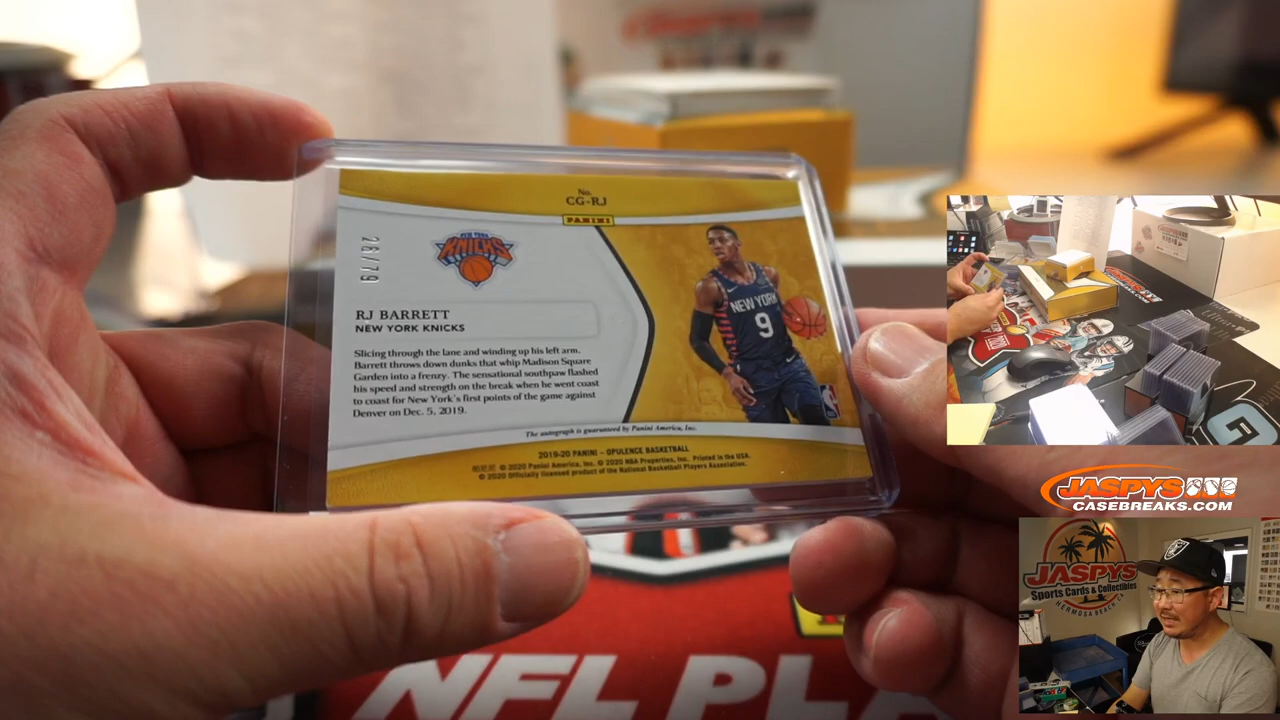 No.
CG-RJ
PANINI
NEW YORK
KNICKS
26/79
RJ BARRETT
NEW YORK KNICKS
Slicing through the lane and winding up his left arm.
Barrett throws down dunks that whip Madison Square
Garden into a frenzy. The sensational southpaw flashed
his speed and strength on the break when he went coast
to coast for New York's first points of the game against
Denver on Dec. 5, 2019.
NEW YORK
9
The autograph is guaranteed by Panini America, Inc.
2019-20 PANINI – OPULENCE BASKETBALL
© 2020 Panini America, Inc. © 2020 NBA Properties, Inc. Printed in the USA.
© 2020 Officially licensed product of the National Basketball Players Association.
NFL PL
JASPYS
CASEBREAKS.COM
JASPYS
Sports Cards & Collectibles
HERMOSA BEACH, CA